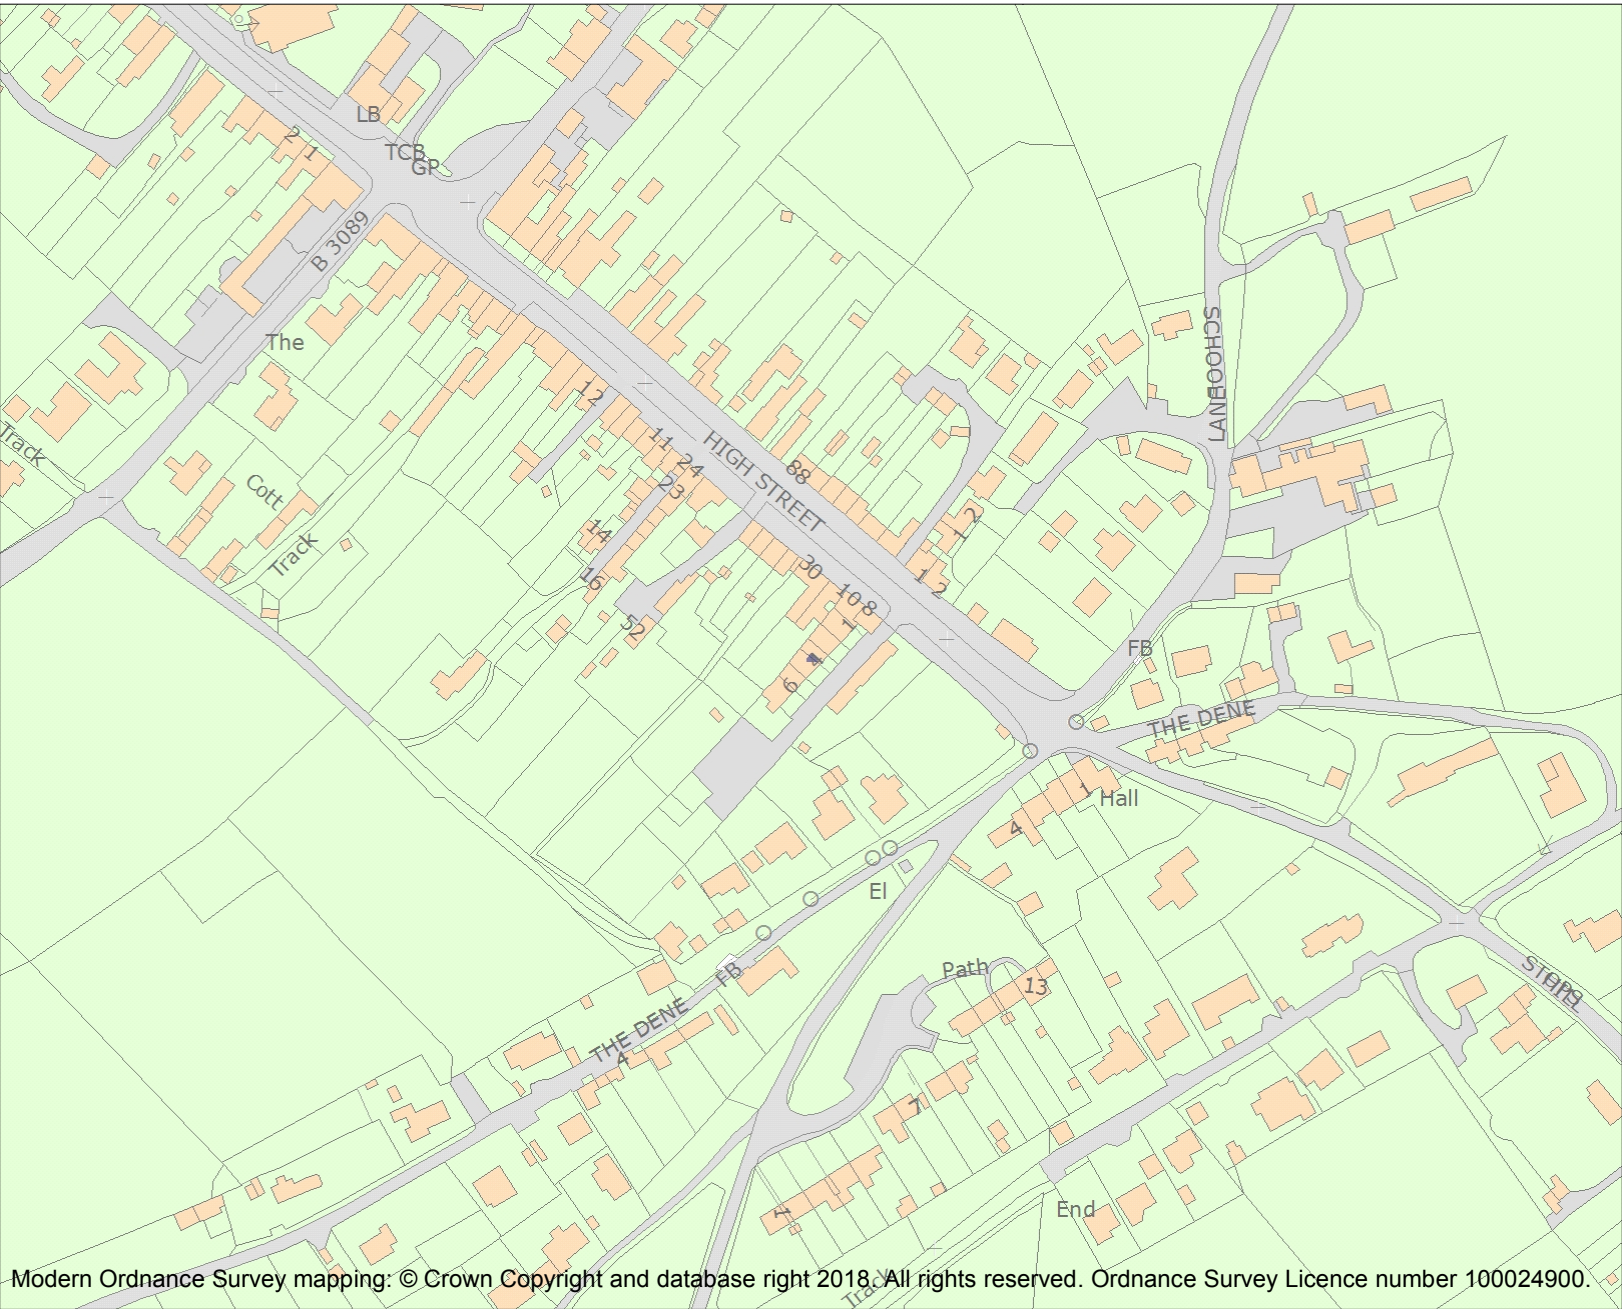 LB
TCB
GP
2
1
B 3089
The
Track
12
11
24
23
HIGH STREET
88
SCHOOL LANE
Cott
Track
14
16
52
30
10
8
1
2
1
2
1
4
6
FB
THE DENE
1
Hall
4
El
Path
13
FB
THE DENE
4
7
1
End
Track
Modern Ordnance Survey mapping: © Crown Copyright and database right 2018. All rights reserved. Ordnance Survey Licence number 100024900.